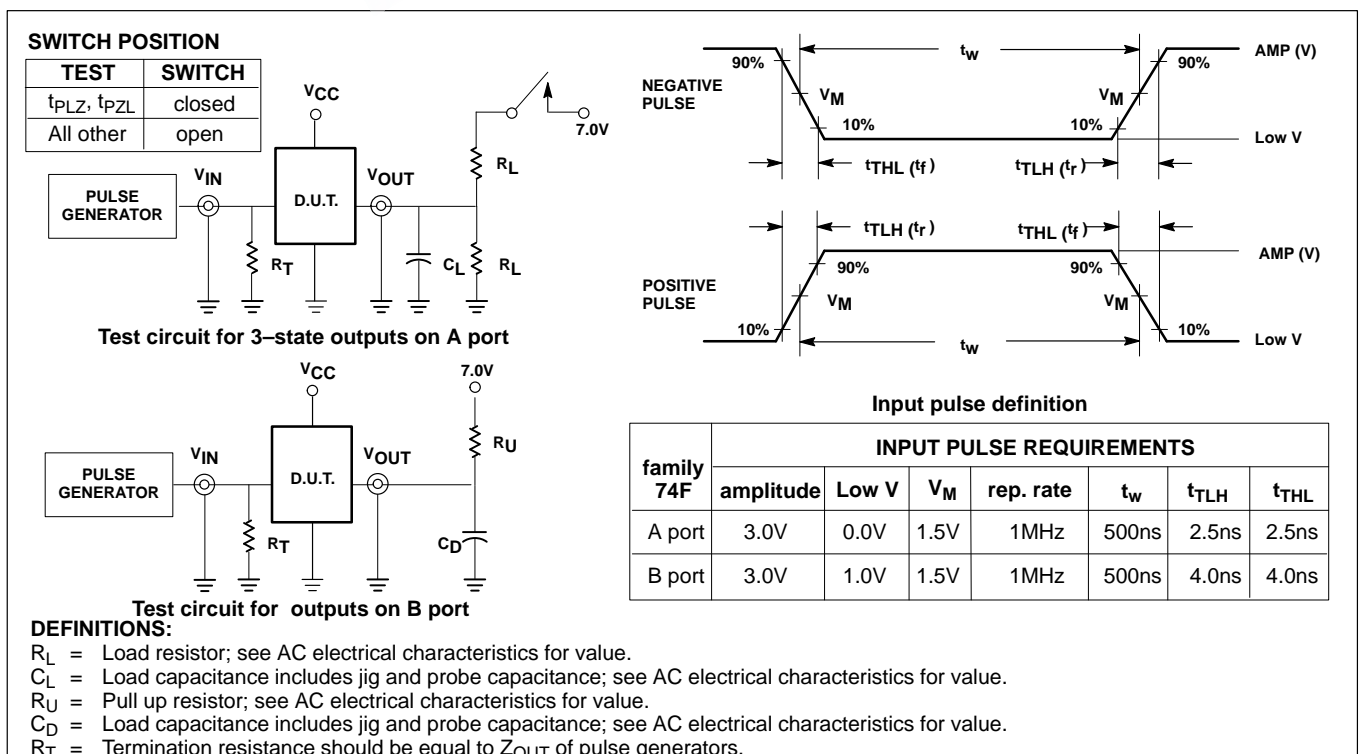 SWITCH POSITION
TEST SWITCH
tPLZ, tPZL closed
All other open
VCC
7.0V
RL
VIN
VOUT
PULSE
GENERATOR
D.U.T.
RT
CL
RL
Test circuit for 3–state outputs on A port
VCC
7.0V
RU
VIN
VOUT
PULSE
GENERATOR
D.U.T.
RT
CD
Test circuit for outputs on B port
NEGATIVE
PULSE
90%
tw
90%
AMP (V)
VM
VM
10%
10%
Low V
tTHL (tf )
tTLH (tr )
tTLH (tr )
tTHL (tf )
AMP (V)
90%
90%
POSITIVE
PULSE
VM
VM
10%
10%
tw
Low V
Input pulse definition
family
74F
INPUT PULSE REQUIREMENTS
amplitude Low V VM rep. rate tw tTLH tTHL
A port 3.0V 0.0V 1.5V 1MHz 500ns 2.5ns 2.5ns
B port 3.0V 1.0V 1.5V 1MHz 500ns 4.0ns 4.0ns
DEFINITIONS:
RL = Load resistor; see AC electrical characteristics for value.
CL = Load capacitance includes jig and probe capacitance; see AC electrical characteristics for value.
RU = Pull up resistor; see AC electrical characteristics for value.
CD = Load capacitance includes jig and probe capacitance; see AC electrical characteristics for value.
RT = Termination resistance should be equal to ZOUT of pulse generators.